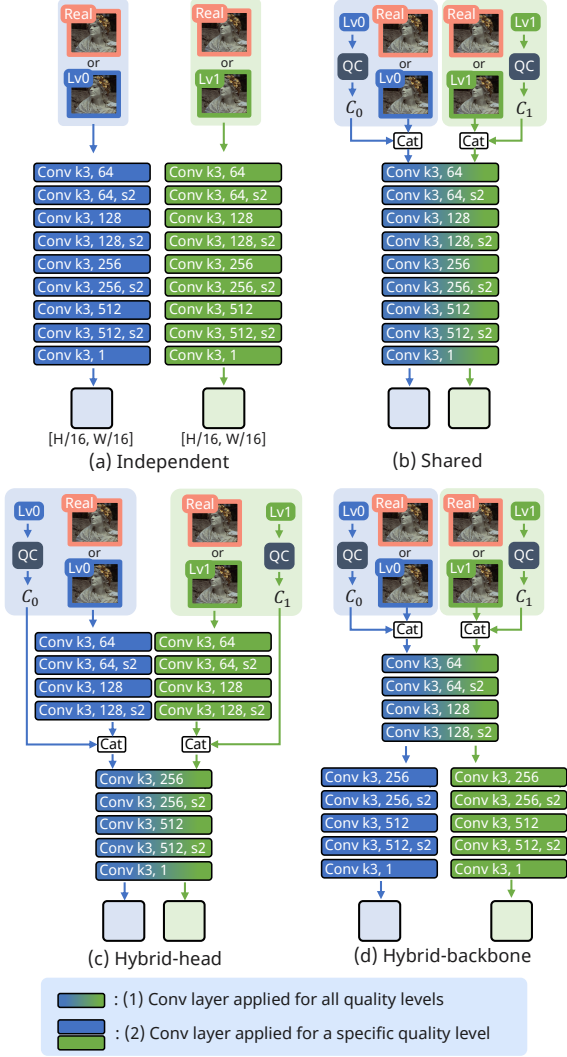 Real
or
Lv0
Conv k3, 64
Conv k3, 64, s2
Conv k3, 128
Conv k3, 128, s2
Conv k3, 256
Conv k3, 256, s2
Conv k3, 512
Conv k3, 512, s2
Conv k3, 1
[H/16, W/16]
Real
or
Lv1
Conv k3, 64
Conv k3, 64, s2
Conv k3, 128
Conv k3, 128, s2
Conv k3, 256
Conv k3, 256, s2
Conv k3, 512
Conv k3, 512, s2
Conv k3, 1
[H/16, W/16]
(a) Independent
Lv0
QC
C0
Real
or
Lv0
Cat
Real
or
Lv1
Cat
Lv1
QC
C1
Conv k3, 64
Conv k3, 64, s2
Conv k3, 128
Conv k3, 128, s2
Conv k3, 256
Conv k3, 256, s2
Conv k3, 512
Conv k3, 512, s2
Conv k3, 1
(b) Shared
Lv0
QC
C0
Real
or
Lv0
Conv k3, 64
Conv k3, 64, s2
Conv k3, 128
Conv k3, 128, s2
Cat
Real
or
Lv1
Lv1
QC
C1
Conv k3, 64
Conv k3, 64, s2
Conv k3, 128
Conv k3, 128, s2
Cat
Conv k3, 256
Conv k3, 256, s2
Conv k3, 512
Conv k3, 512, s2
Conv k3, 1
(c) Hybrid-head
Lv0
QC
C0
Real
or
Lv0
Cat
Real
or
Lv1
Cat
Lv1
QC
C1
Conv k3, 64
Conv k3, 64, s2
Conv k3, 128
Conv k3, 128, s2
Conv k3, 256
Conv k3, 256, s2
Conv k3, 512
Conv k3, 512, s2
Conv k3, 1
Conv k3, 256
Conv k3, 256, s2
Conv k3, 512
Conv k3, 512, s2
Conv k3, 1
(d) Hybrid-backbone
: (1) Conv layer applied for all quality levels
: (2) Conv layer applied for a specific quality level